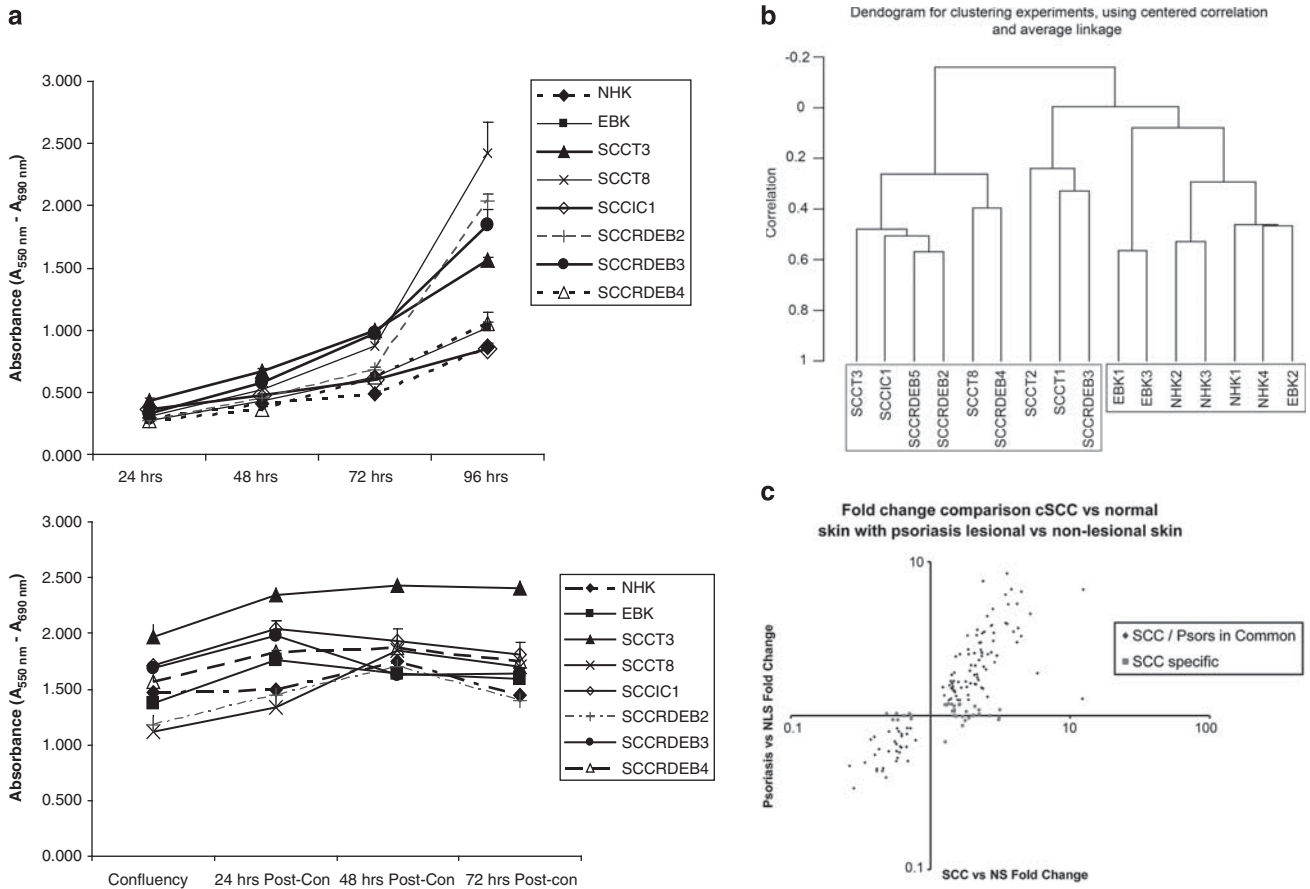 a
3.000
2.500
2.000
1.500
1.000
0.500
0.000
Absorbance (A550 nm - A690 nm)
24 hrs
48 hrs
72 hrs
96 hrs
NHK
EBK
SCCT3
SCCT8
SCCIC1
SCCRDEB2
SCCRDEB3
SCCRDEB4
3.000
2.500
2.000
1.500
1.000
0.500
0.000
Absorbance (A550 nm - A690 nm)
Confluency
24 hrs Post-Con
48 hrs Post-Con
72 hrs Post-con
NHK
EBK
SCCT3
SCCT8
SCCIC1
SCCRDEB2
SCCRDEB3
SCCRDEB4
b
Dendogram for clustering experiments, using centered correlation
and average linkage
-0.2
0
0.2
0.4
0.6
0.8
1
Correlation
SCCT3
SCCIC1
SCCRDEB5
SCCRDEB2
SCCT8
SCCRDEB4
SCCT2
SCCT1
SCCRDEB3
EBK1
EBK3
NHK2
NHK3
NHK1
NHK4
EBK2
c
Fold change comparison cSCC vs normal
skin with psoriasis lesional vs non-lesional skin
10
0.1
10
100
0.1
Psoriasis vs NLS Fold Change
SCC vs NS Fold Change
SCC / Psors in Common
SCC specific